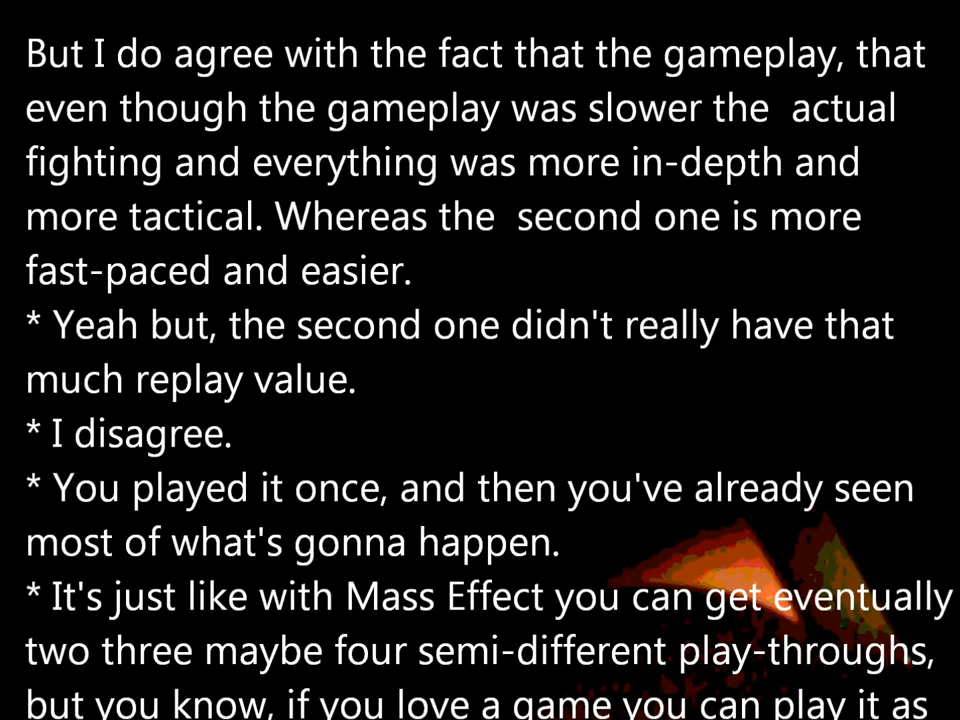 But I do agree with the fact that the gameplay, that
even though the gameplay was slower the  actual
fighting and everything was more in-depth and
more tactical. Whereas the  second one is more
fast-paced and easier.
* Yeah but, the second one didn't really have that
much replay value.
* I disagree.
* You played it once, and then you've already seen
most of what's gonna happen.
* It's just like with Mass Effect you can get eventually
two three maybe four semi-different play-throughs,
but you know, if you love a game you can play it as